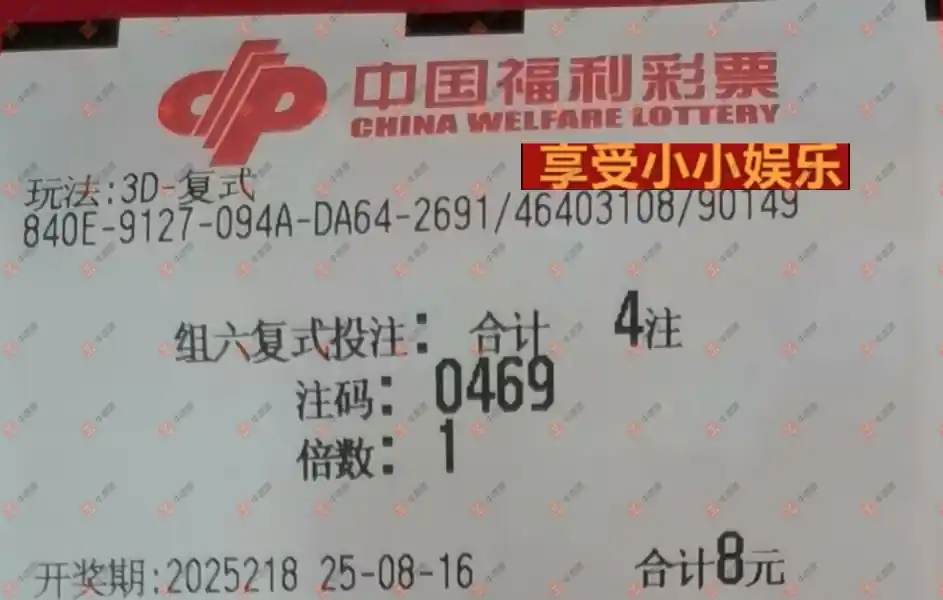 中国福利彩票
CHINA WELFARE LOTTERY
享受小小娱乐
玩法:3D-复式
840E-9127-094A-DA64-2691/46403108/90149
组六复式投注: 合计 4注
注码: 0469
倍数: 1
开奖期:2025218 25-08-16 合计8元